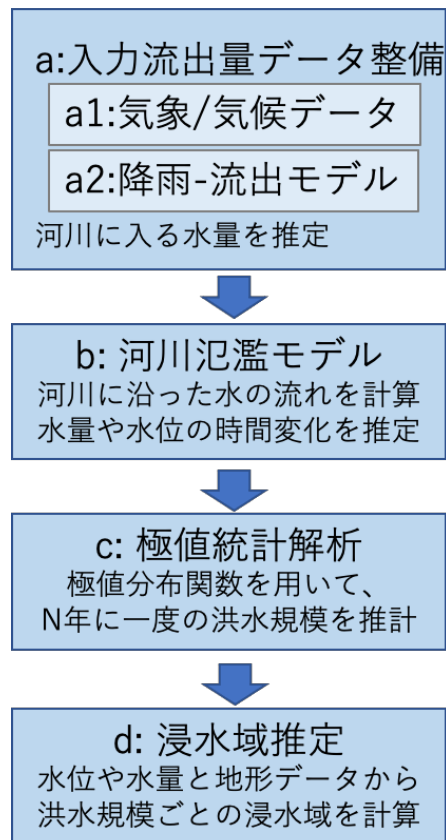 a:入力流出量データ整備
a1:気象/気候データ
a2:降雨-流出モデル
河川に入る水量を推定
b: 河川氾濫モデル
河川に沿った水の流れを計算
水量や水位の時間変化を推定
c: 極値統計解析
極値分布関数を用いて、
N年に一度の洪水規模を推計
d: 浸水域推定
水位や水量と地形データから
洪水規模ごとの浸水域を計算